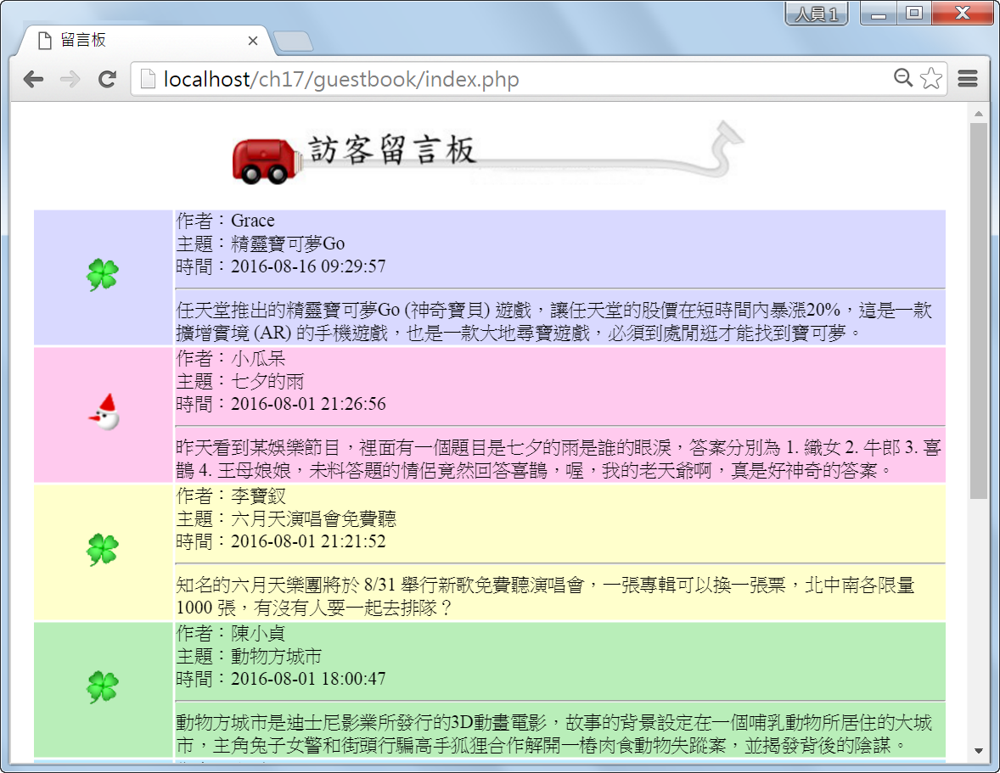 人員1
留言板
localhost/ch17/guestbook/index.php
訪客留言板
作者：Grace
主題：精靈寶可夢Go
時間：2016-08-16 09:29:57
任天堂推出的精靈寶可夢Go (神奇寶貝) 遊戲，讓任天堂的股價在短時間內暴漲20%，這是一款
擴增實境 (AR) 的手機遊戲，也是一款大地尋寶遊戲，必須到處閒逛才能找到寶可夢。
作者：小瓜呆
主題：七夕的雨
時間：2016-08-01 21:26:56
昨天看到某娛樂節目，裡面有一個題目是七夕的雨是誰的眼淚，答案分別為 1. 織女 2. 牛郎 3. 喜
鵲 4. 王母娘娘，未料答題的情侶竟然回答喜鵲，喔，我的老天爺啊，真是好神奇的答案。
作者：李寶釵
主題：六月天演唱會免費聽
時間：2016-08-01 21:21:52
知名的六月天樂團將於 8/31 舉行新歌免費聽演唱會，一張專輯可以換一張票，北中南各限量
1000 張，有沒有人要一起去排隊？
作者：陳小貞
主題：動物方城市
時間：2016-08-01 18:00:47
動物方城市是迪士尼影業所發行的3D動畫電影，故事的背景設定在一個哺乳動物所居住的大城
市，主角兔子女警和街頭行騙高手狐狸合作解開一樁肉食動物失蹤案，並揭發背後的陰謀。